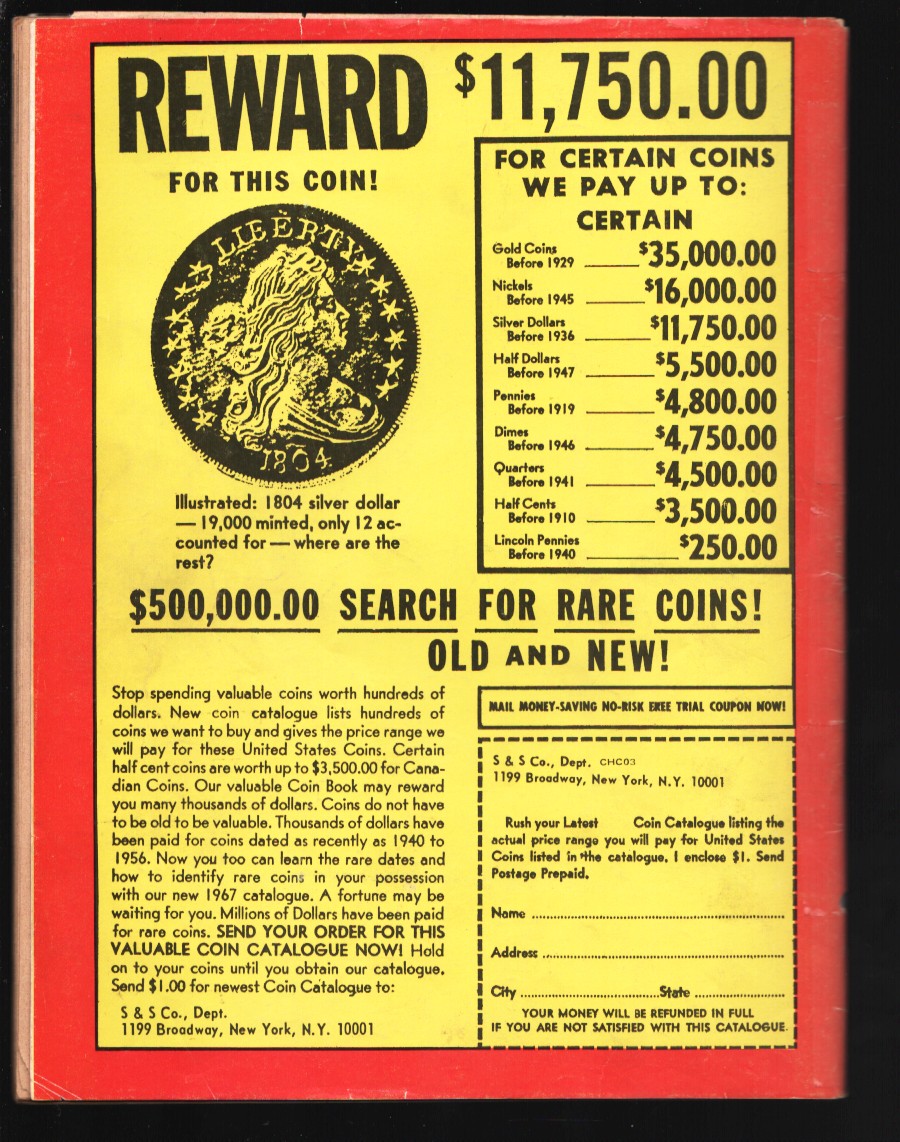 REWARD $11,750.00
FOR THIS COIN!
LIBERTY
1804
Illustrated: 1804 silver dollar
— 19,000 minted, only 12 ac-
counted for — where are the
rest?
FOR CERTAIN COINS
WE PAY UP TO:
CERTAIN
Gold Coins
Before 1929 $35,000.00
Nickels
Before 1945 $16,000.00
Silver Dollars
Before 1936 $11,750.00
Half Dollars
Before 1947 $5,500.00
Pennies
Before 1919 $4,800.00
Dimes
Before 1946 $4,750.00
Quarters
Before 1941 $4,500.00
Half Cents
Before 1910 $3,500.00
Lincoln Pennies
Before 1940 $250.00
$500,000.00 SEARCH FOR RARE COINS!
OLD AND NEW!
Stop spending valuable coins worth hundreds of
dollars. New coin catalogue lists hundreds of
coins we want to buy and gives the price range we
will pay for these United States Coins. Certain
half cent coins are worth up to $3,500.00 for Cana-
dian Coins. Our valuable Coin Book may reward
you many thousands of dollars. Coins do not have
to be old to be valuable. Thousands of dollars have
been paid for coins dated as recently as 1940 to
1956. Now you too can learn the rare dates and
how to identify rare coins in your possession
with our new 1967 catalogue. A fortune may be
waiting for you. Millions of Dollars have been paid
for rare coins. SEND YOUR ORDER FOR THIS
VALUABLE COIN CATALOGUE NOW! Hold
on to your coins until you obtain our catalogue.
Send $1.00 for newest Coin Catalogue to:
S & S Co., Dept.
1199 Broadway, New York, N.Y. 10001
MAIL MONEY-SAVING NO-RISK FREE TRIAL COUPON NOW!
S & S Co., Dept. CHC03
1199 Broadway, New York, N.Y. 10001
Rush your Latest Coin Catalogue listing the
actual price range you will pay for United States
Coins listed in the catalogue. I enclose $1. Send
Postage Prepaid.
Name
Address
City State
YOUR MONEY WILL BE REFUNDED IN FULL
IF YOU ARE NOT SATISFIED WITH THIS CATALOGUE.